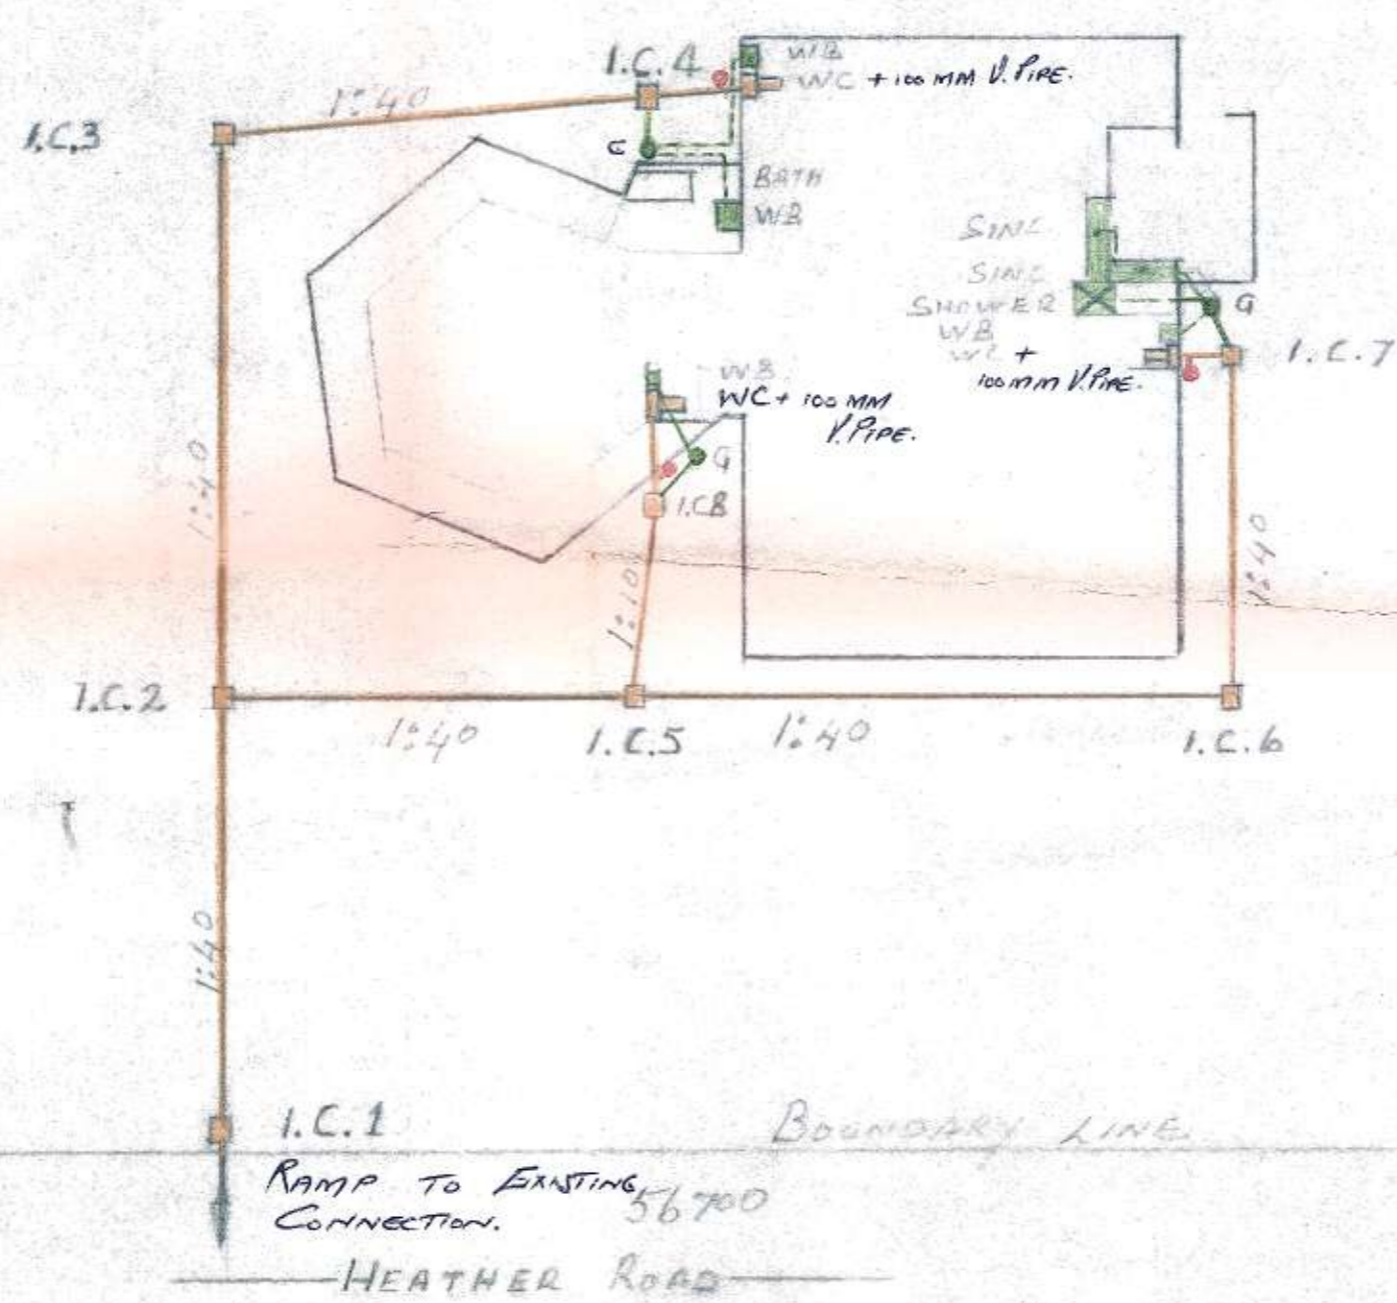 I.C.4
WB
WC + 100 MM V. PIPE.
1:40
I.C.3
G
BATH
WB
SINK
SINK
SHOWER
WB
WC +
100 MM V. PIPE.
G
I.C.7
WB
WC + 100 MM
V. PIPE.
G
I.C.8
1:40
1:10
1:40
I.C.2
1:40
I.C.5
1:40
I.C.6
1:40
I.C.1
BOUNDARY LINE.
RAMP TO EXISTING
CONNECTION.
56700
HEATHER ROAD